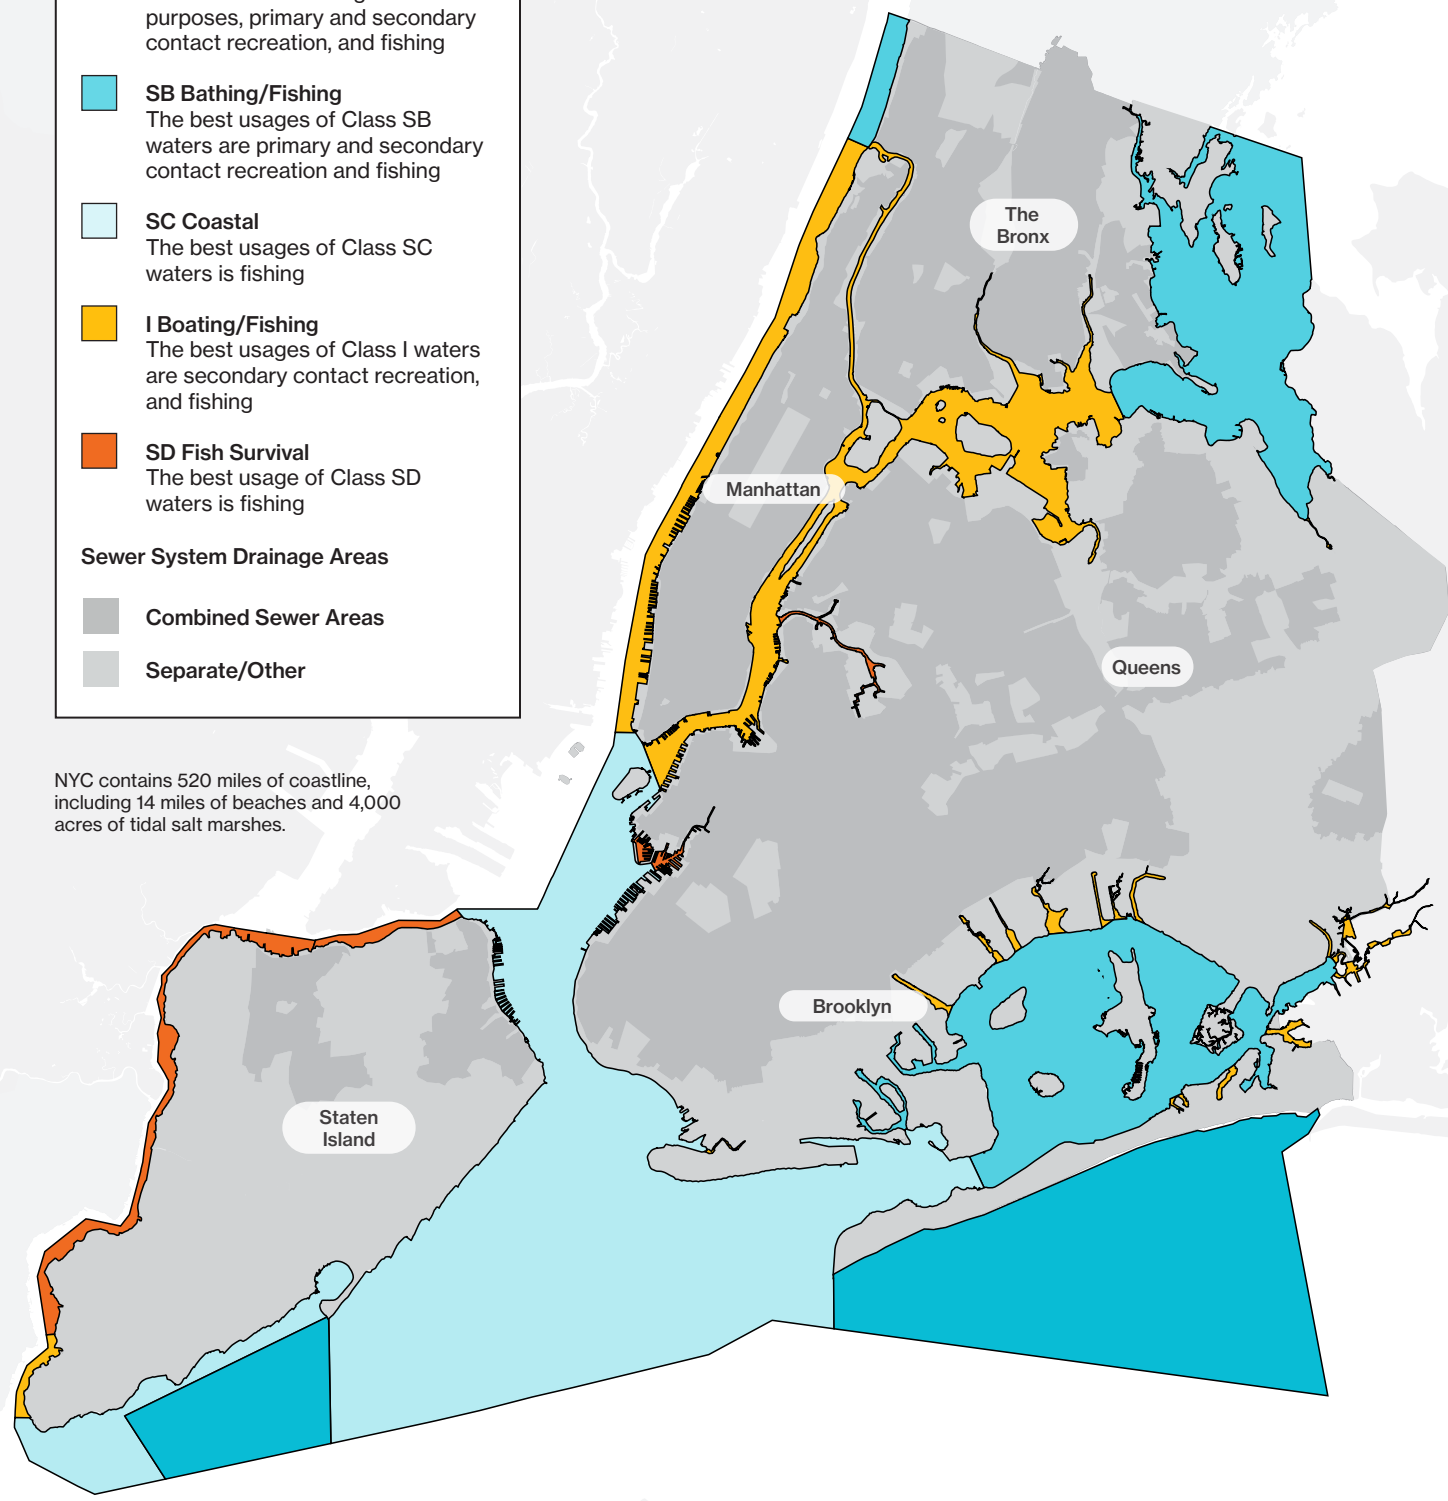 purposes, primary and secondary
contact recreation, and fishing
SB Bathing/Fishing
The best usages of Class SB
waters are primary and secondary
contact recreation and fishing
SC Coastal
The best usages of Class SC
waters is fishing
I Boating/Fishing
The best usages of Class I waters
are secondary contact recreation,
and fishing
SD Fish Survival
The best usage of Class SD
waters is fishing
Sewer System Drainage Areas
Combined Sewer Areas
Separate/Other
NYC contains 520 miles of coastline,
including 14 miles of beaches and 4,000
acres of tidal salt marshes.
The
Bronx
Manhattan
Queens
Brooklyn
Staten
Island